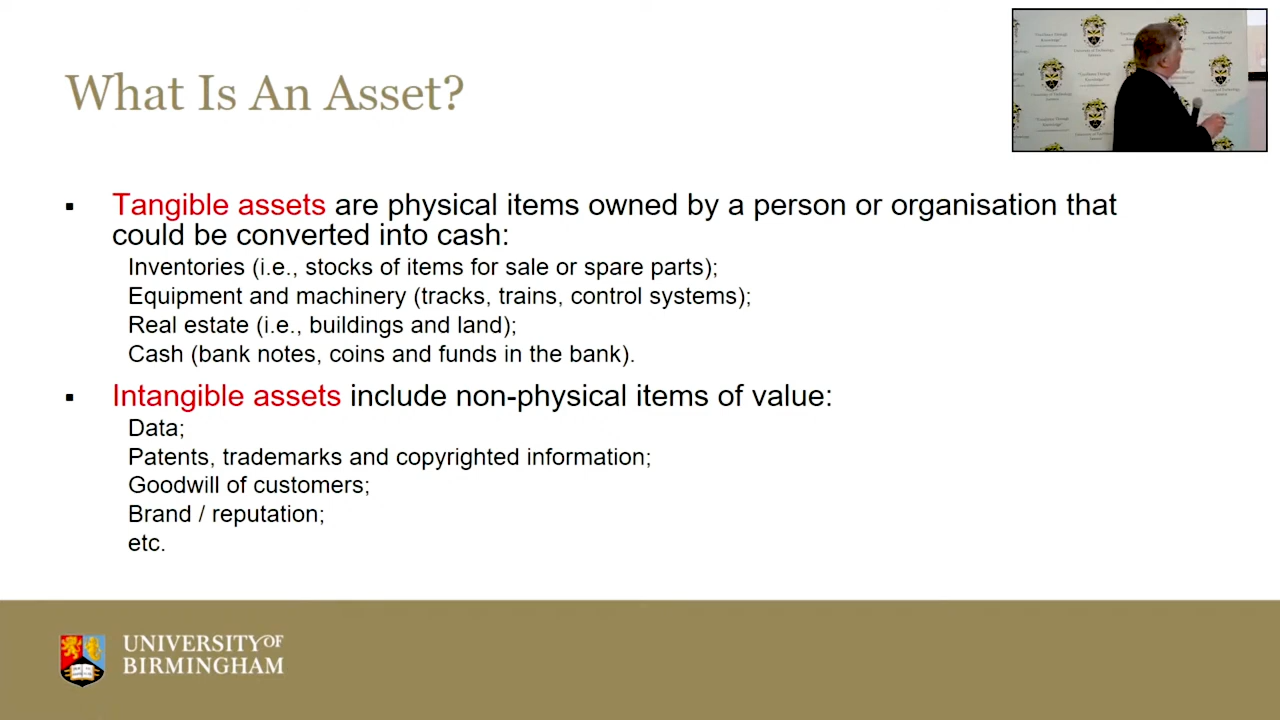 What Is An Asset?
Tangible assets are physical items owned by a person or organisation that
could be converted into cash:
Inventories (i.e., stocks of items for sale or spare parts);
Equipment and machinery (tracks, trains, control systems);
Real estate (i.e., buildings and land);
Cash (bank notes, coins and funds in the bank).
Intangible assets include non-physical items of value:
Data;
Patents, trademarks and copyrighted information;
Goodwill of customers;
Brand / reputation;
etc.
UNIVERSITY OF
BIRMINGHAM